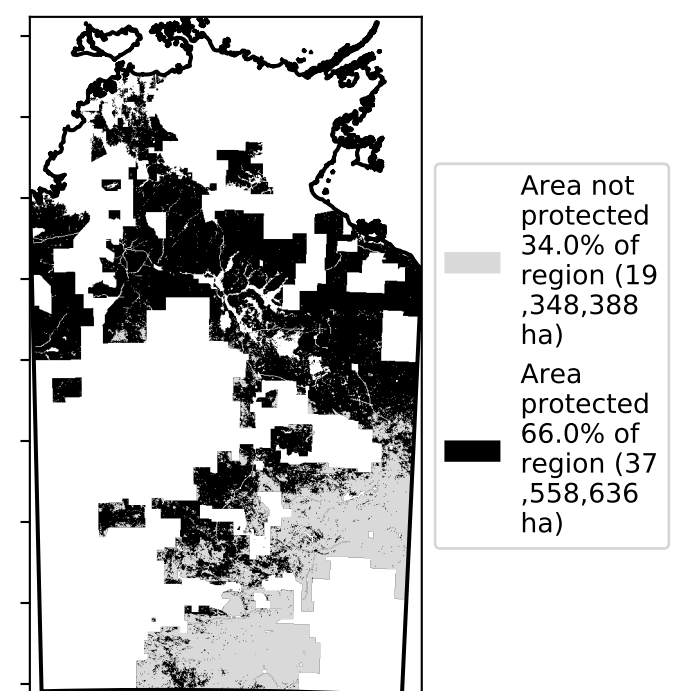 Area not
protected
34.0% of
region (19
,348,388
ha)
Area
protected
66.0% of
region (37
,558,636
ha)